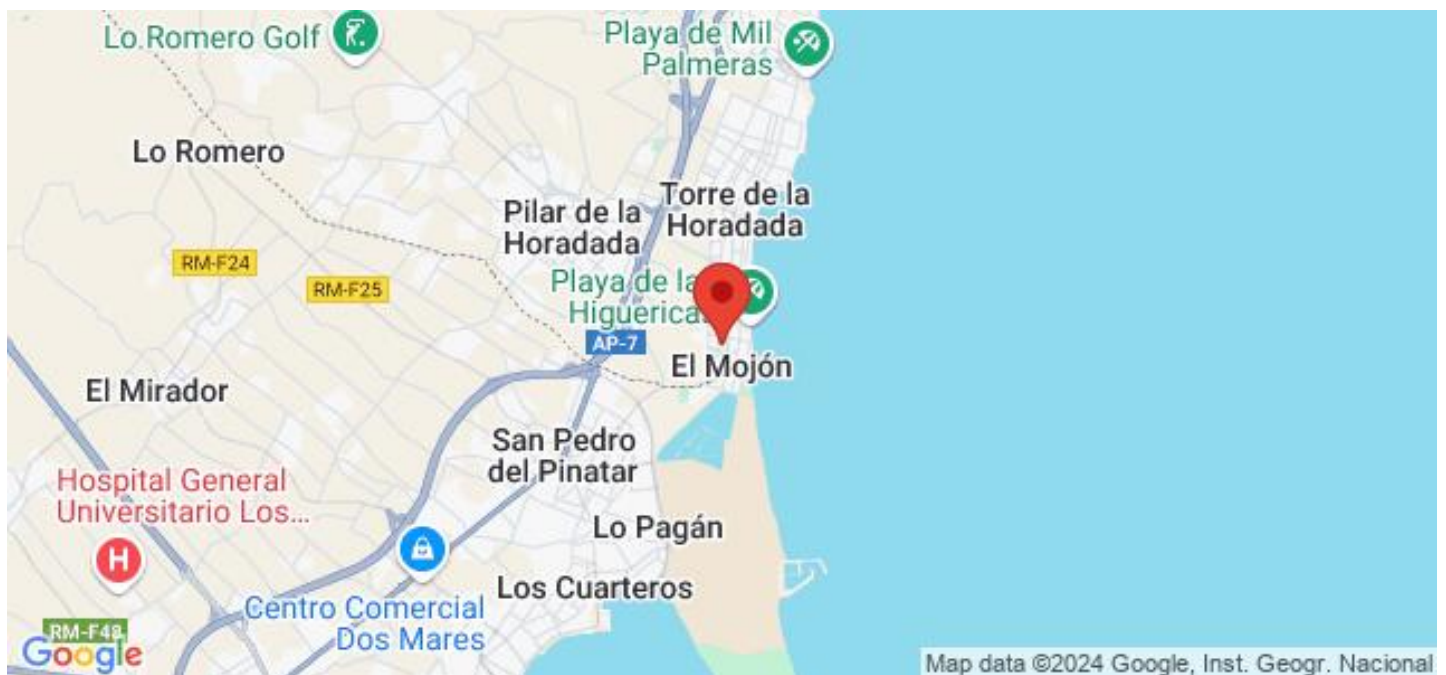 Lo Romero Golf
Playa de Mil
Palmeras
Lo Romero
Torre de la
Horadada
Pilar de la
Horadada
RM-F24
RM-F25
Playa de la
Higuerica
AP-7
El Mojón
El Mirador
San Pedro
del Pinatar
Hospital General
Universitario Los...
Lo Pagán
H
Los Cuarteros
Centro Comercial
Dos Mares
RM-F48
Google
Map data ©2024 Google, Inst. Geogr. Nacional